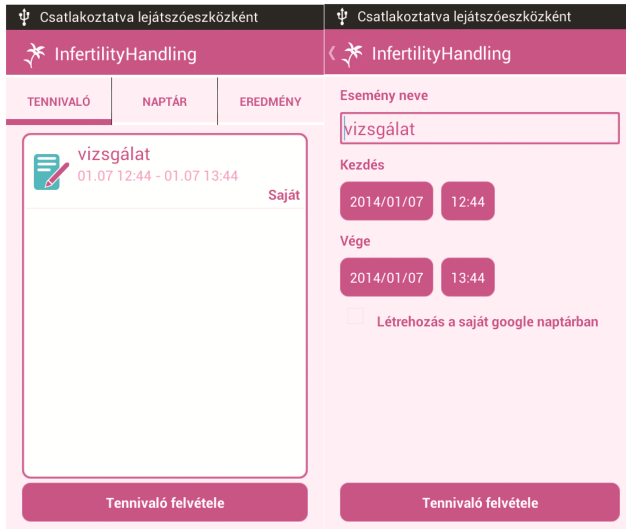 Csatlakoztatva lejátszóeszközként
InfertilityHandling
TENNIVALÓ
NAPTÁR
EREDMÉNY
vizsgálat
01.07 12:44 - 01.07 13:44
Saját
Tennivaló felvétele
Csatlakoztatva lejátszóeszközként
InfertilityHandling
Esemény neve
vizsgálat
Kezdés
2014/01/07 12:44
Vége
2014/01/07 13:44
Létrehozás a saját google naptárban
Tennivaló felvétele